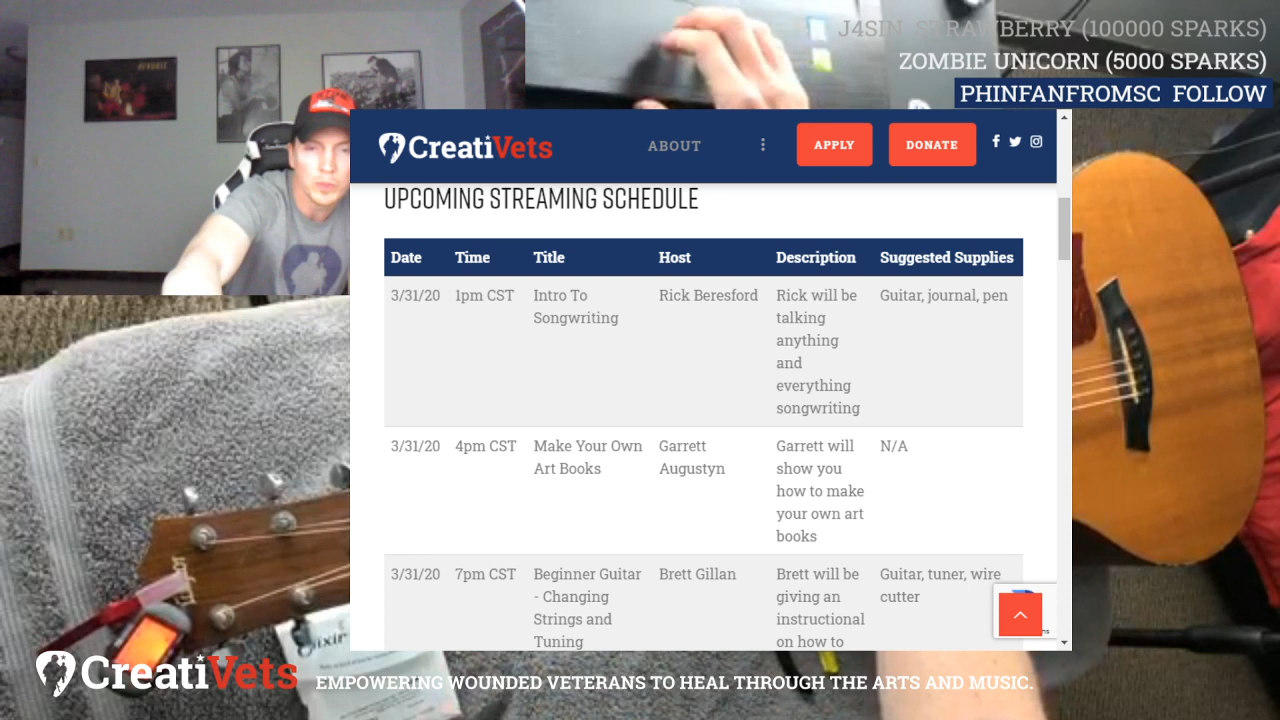 J4SIN_STRAWBERRY (100000 SPARKS)
ZOMBIE UNICORN (5000 SPARKS)
PHINFANFROMSC FOLLOW
CreatiVets
ABOUT
APPLY
DONATE
UPCOMING STREAMING SCHEDULE
Date Time Title Host Description Suggested Supplies
3/31/20 1pm CST Intro To Rick Beresford Rick will be Guitar, journal, pen
Songwriting talking
anything
and
everything
songwriting
3/31/20 4pm CST Make Your Own Garrett Garrett will N/A
Art Books Augustyn show you
how to make
your own art
books
3/31/20 7pm CST Beginner Guitar Brett Gillan Brett will be Guitar, tuner, wire
- Changing giving an cutter
Strings and instructional
Tuning on how to
CreatiVets
EMPOWERING WOUNDED VETERANS TO HEAL THROUGH THE ARTS AND MUSIC.